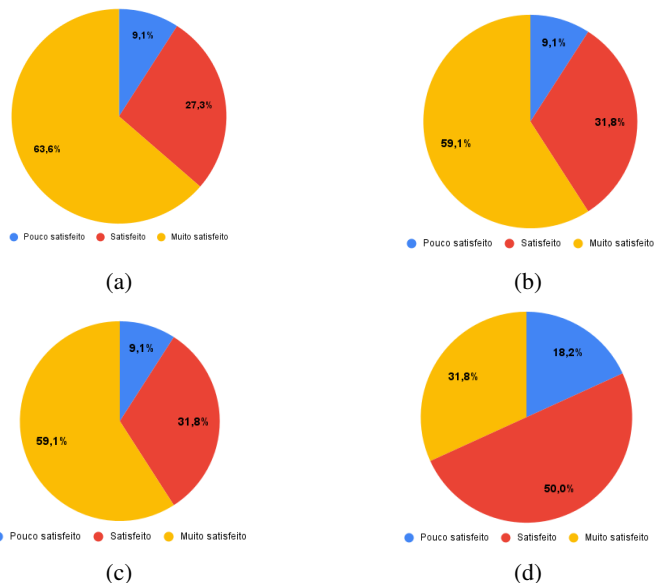 9,1%
27,3%
63,6%
Pouco satisfeito Satisfeito Muito satisfeito
(a)
9,1%
31,8%
59,1%
Pouco satisfeito Satisfeito Muito satisfeito
(b)
9,1%
31,8%
59,1%
Pouco satisfeito Satisfeito Muito satisfeito
(c)
18,2%
31,8%
50,0%
Pouco satisfeito Satisfeito Muito satisfeito
(d)